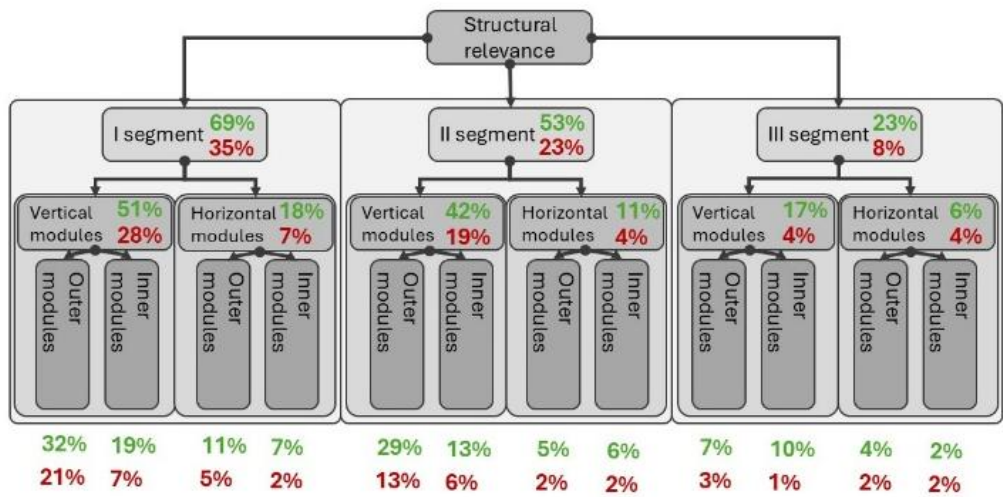 Structural
relevance
I segment 69%
35%
II segment 53%
23%
III segment 23%
8%
Vertical 51%
modules 28%
Horizontal 18%
modules 7%
Vertical 42%
modules 19%
Horizontal 11%
modules 4%
Vertical 17%
modules 4%
Horizontal 6%
modules 4%
Outer
modules
Inner
modules
Outer
modules
Inner
modules
Outer
modules
Inner
modules
Outer
modules
Inner
modules
Outer
modules
Inner
modules
Outer
modules
Inner
modules
32% 19% 11% 7% 29% 13% 5% 6% 7% 10% 4% 2%
21% 7% 5% 2% 13% 6% 2% 2% 3% 1% 2% 2%